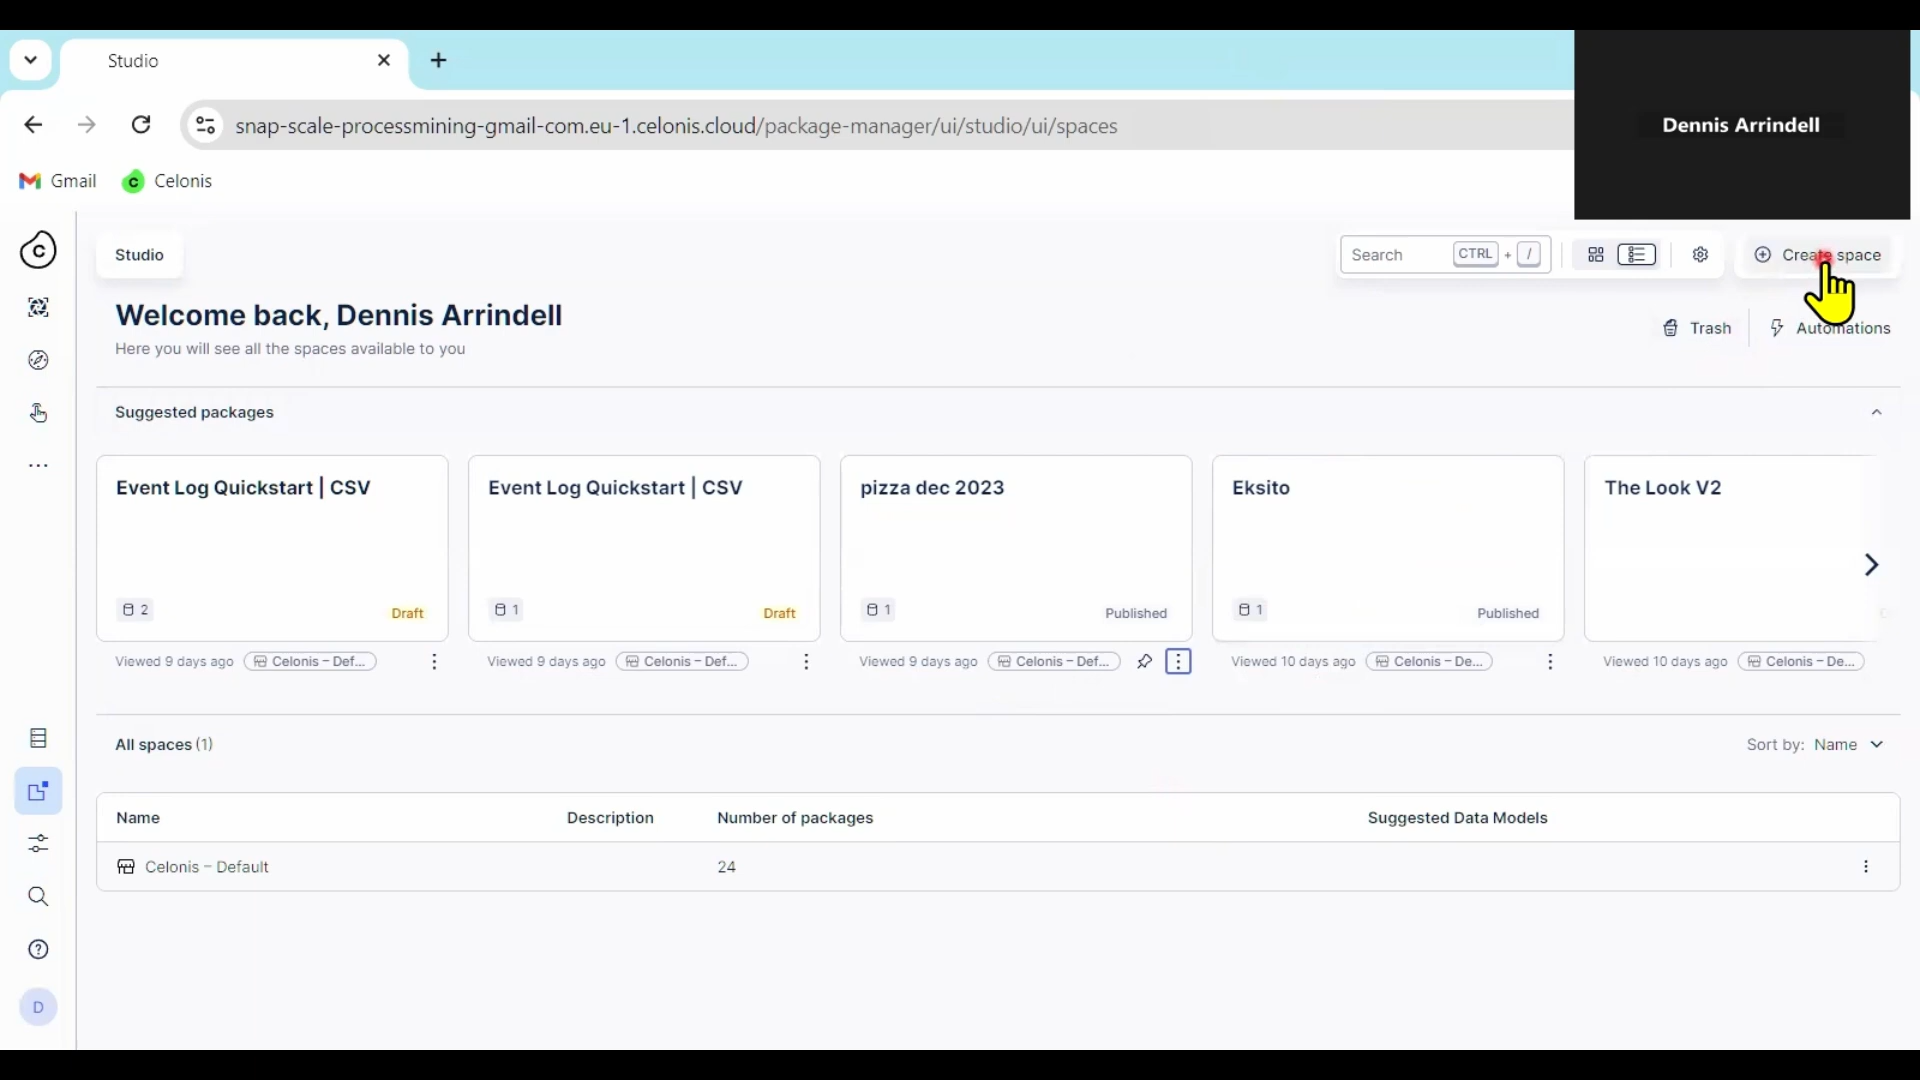 Studio
Dennis Arrindell
snap-scale-processmining-gmail-com.eu-1.celonis.cloud/package-manager/ui/studio/ui/spaces
Gmail
Celonis
Studio
Search CTRL + /
Create space
Welcome back, Dennis Arrindell
Here you will see all the spaces available to you
Trash
Automations
Suggested packages
Event Log Quickstart | CSV
2
Draft
Viewed 9 days ago
Celonis – Def...
Event Log Quickstart | CSV
1
Draft
Viewed 9 days ago
Celonis – Def...
pizza dec 2023
1
Published
Viewed 9 days ago
Celonis – Def...
Eksito
1
Published
Viewed 10 days ago
Celonis – De...
The Look V2
Viewed 10 days ago
Celonis – De...
All spaces (1)
Sort by: Name
Name Description Number of packages Suggested Data Models
Celonis – Default 24
D